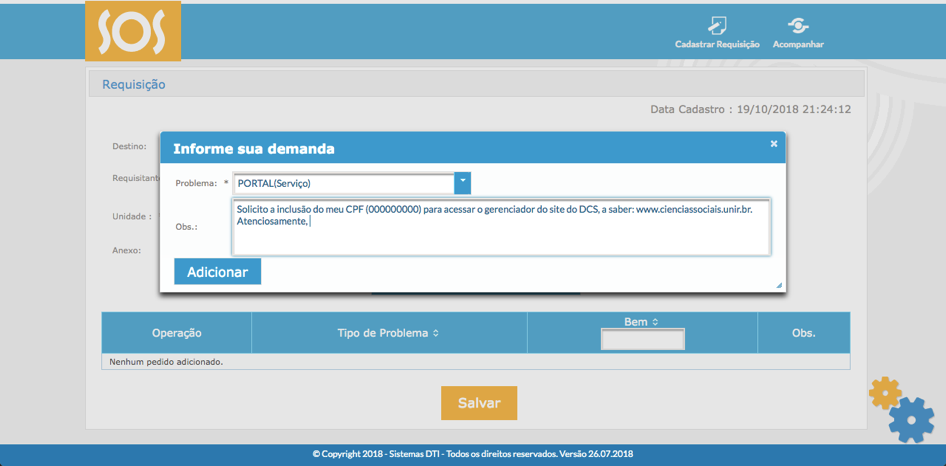 SOS
Cadastrar Requisição
Acompanhar
Requisição
Data Cadastro : 19/10/2018 21:24:12
Destino:
Informe sua demanda
×
Requisitant
Problema: *
PORTAL(Serviço)
Unidade :
Obs.:
Solicito a inclusão do meu CPF (000000000) para acessar o gerenciador do site do DCS, a saber: www.cienciassociais.unir.br.
Atenciosamente,
Anexo:
Adicionar
Operação
Tipo de Problema
Bem
Obs.
Nenhum pedido adicionado.
Salvar
© Copyright 2018 - Sistemas DTI - Todos os direitos reservados. Versão 26.07.2018